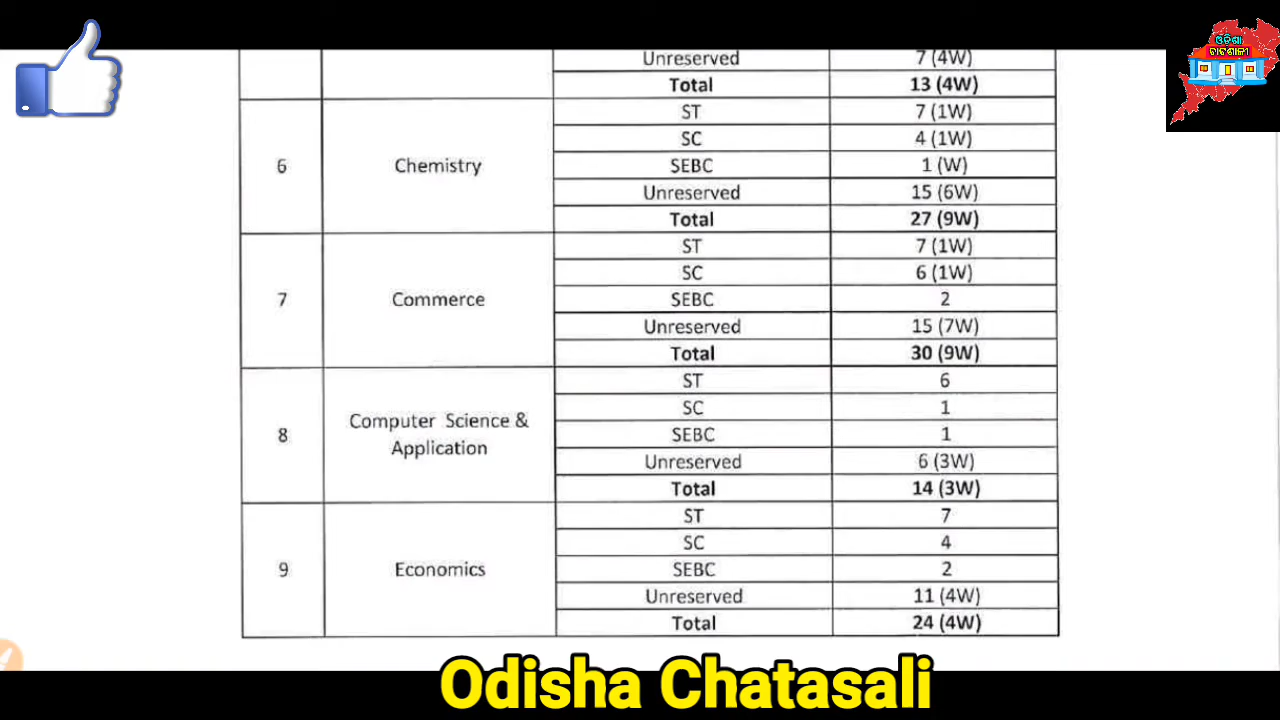 ଓଡ଼ିଶା
ଚାଟଶାଳୀ
Unreserved 7 (4W)
Total 13 (4W)
6 Chemistry ST 7 (1W)
SC 4 (1W)
SEBC 1 (W)
Unreserved 15 (6W)
Total 27 (9W)
7 Commerce ST 7 (1W)
SC 6 (1W)
SEBC 2
Unreserved 15 (7W)
Total 30 (9W)
8 Computer Science & Application ST 6
SC 1
SEBC 1
Unreserved 6 (3W)
Total 14 (3W)
9 Economics ST 7
SC 4
SEBC 2
Unreserved 11 (4W)
Total 24 (4W)
Odisha Chatasali